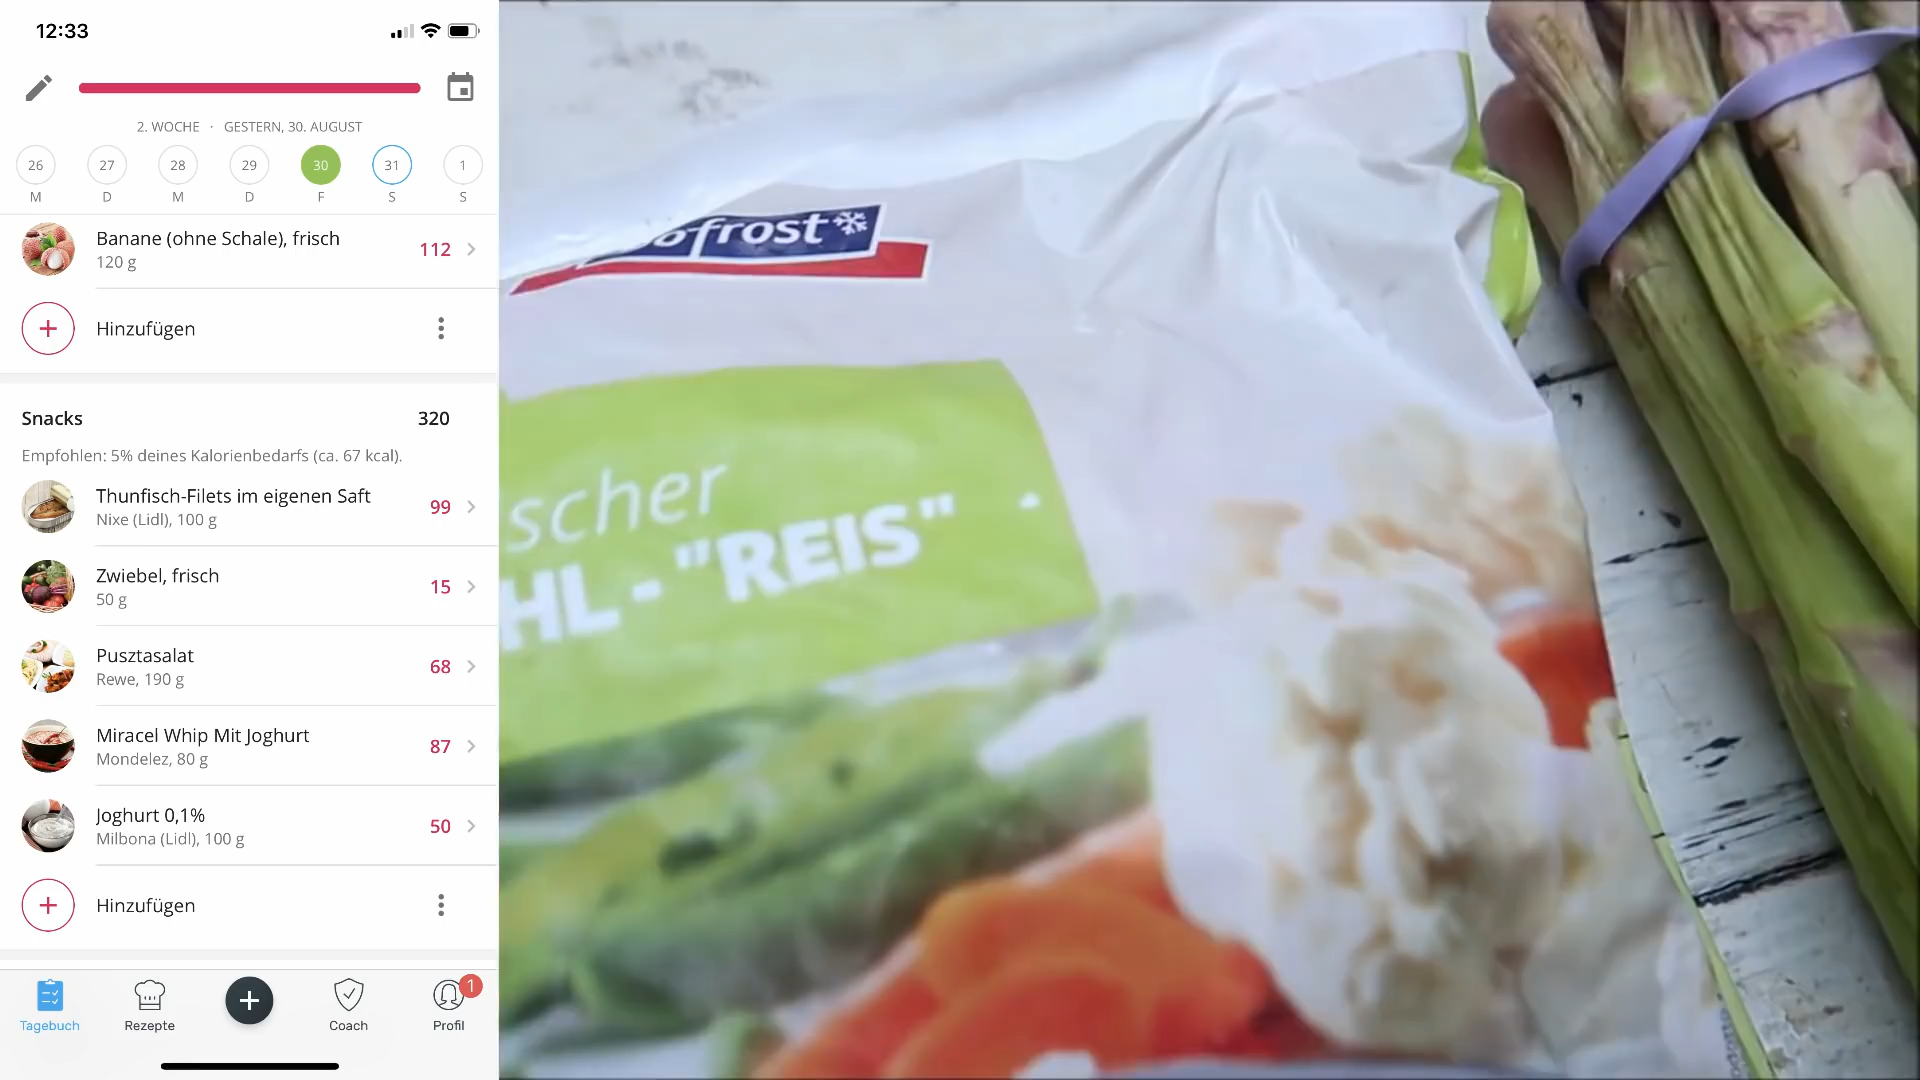 12:33
2. WOCHE · GESTERN, 30. AUGUST
26 27 28 29 30 31 1
M D M D F S S
Banane (ohne Schale), frisch
120 g
112
Hinzufügen
Snacks 320
Empfohlen: 5% deines Kalorienbedarfs (ca. 67 kcal).
Thunfisch-Filets im eigenen Saft
Nixe (Lidl), 100 g
99
Zwiebel, frisch
50 g
15
Pusztasalat
Rewe, 190 g
68
Miracel Whip Mit Joghurt
Mondelez, 80 g
87
Joghurt 0,1%
Milbona (Lidl), 100 g
50
Hinzufügen
Tagebuch Rezepte + Coach Profil 1
ofrost
scher
HL-"REIS"